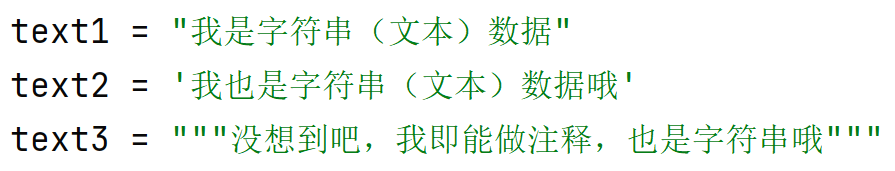 text1 = "我是字符串（文本）数据"
text2 = '我也是字符串（文本）数据哦'
text3 = """没想到吧，我即能做注释，也是字符串哦"""